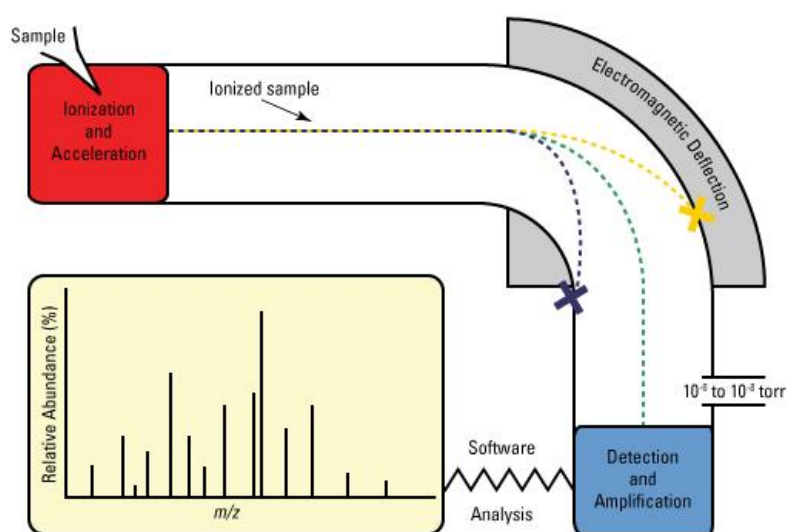 Sample
Ionization
and
Acceleration
Ionized sample
Electromagnetic Deflection
Relative Abundance (%)
m/z
Software
Analysis
10⁻⁶ to 10⁻⁸ torr
Detection
and
Amplification